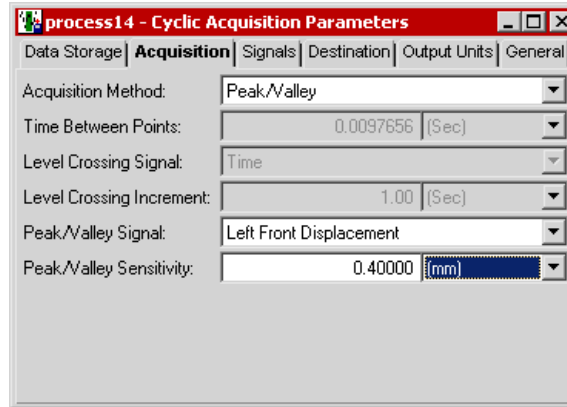 process14 - Cyclic Acquisition Parameters
Data Storage Acquisition Signals Destination Output Units General
Acquisition Method: Peak/Valley
Time Between Points: 0.0097656 (Sec)
Level Crossing Signal: Time
Level Crossing Increment: 1.00 (Sec)
Peak/Valley Signal: Left Front Displacement
Peak/Valley Sensitivity: 0.40000 (mm)